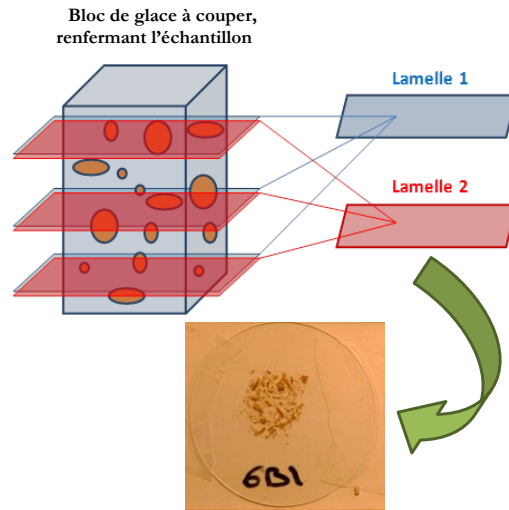 Bloc de glace à couper,
renfermant l'échantillon
Lamelle 1
Lamelle 2
6B1